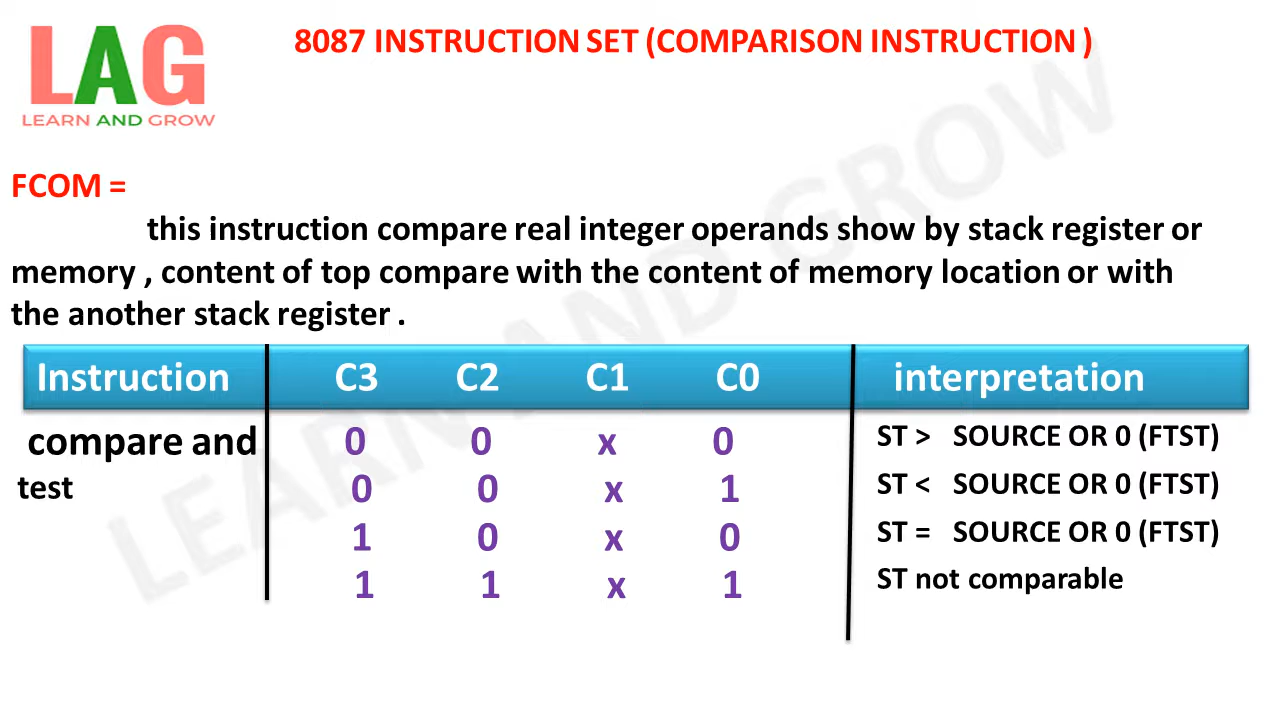 LAG
LEARN AND GROW
8087 INSTRUCTION SET (COMPARISON INSTRUCTION )
FCOM =
this instruction compare real integer operands show by stack register or
memory , content of top compare with the content of memory location or with
the another stack register .
Instruction C3 C2 C1 C0 interpretation
compare and 0 0 x 0 ST > SOURCE OR 0 (FTST)
test 0 0 x 1 ST < SOURCE OR 0 (FTST)
1 0 x 0 ST = SOURCE OR 0 (FTST)
1 1 x 1 ST not comparable
LEARN AND GROW